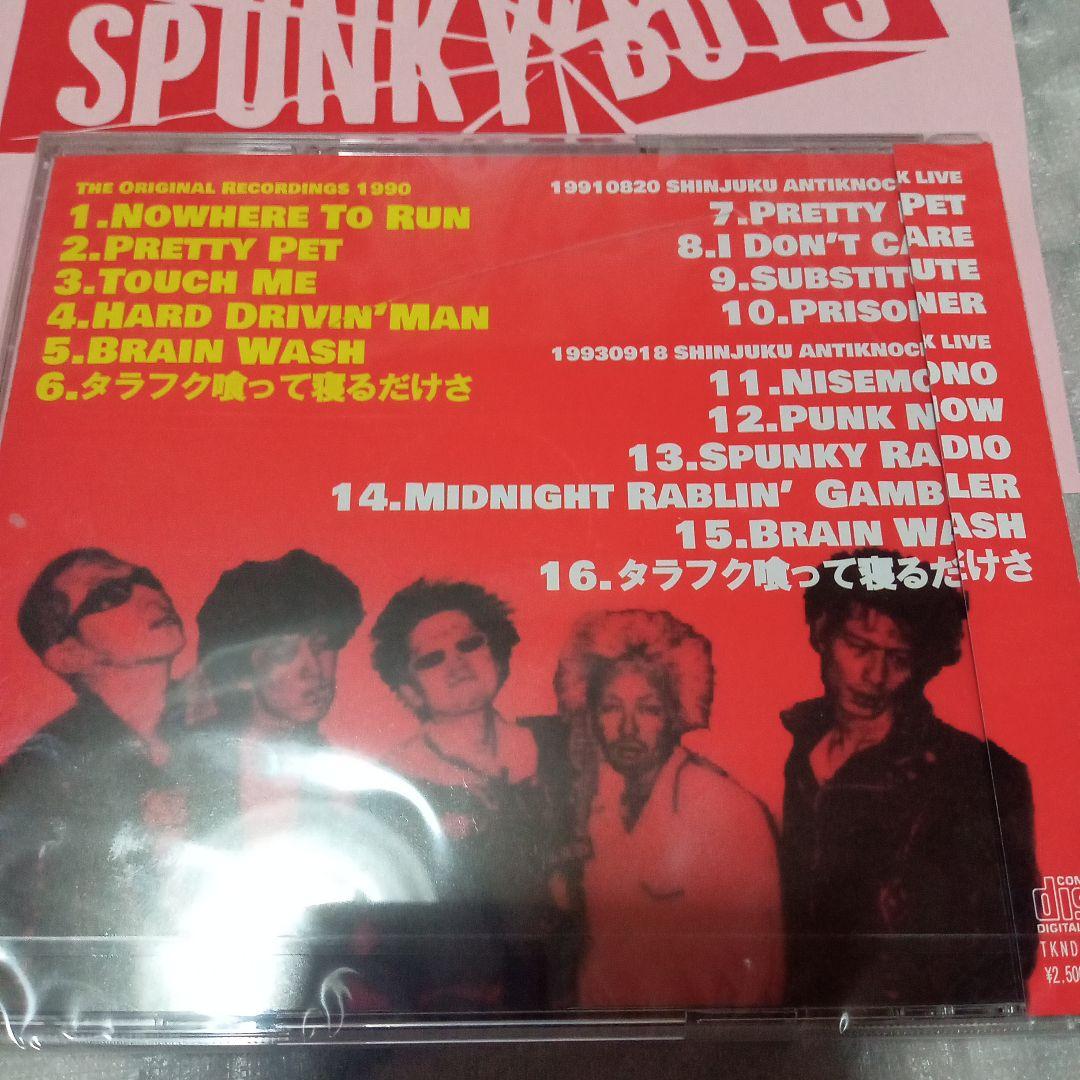 SPUNKY BOYS
THE ORIGINAL RECORDINGS 1990
1.NOWHERE TO RUN
2.PRETTY PET
3.TOUCH ME
4.HARD DRIVIN'MAN
5.BRAIN WASH
6.タラフク喰って寝るだけさ
19910820 SHINJUKU ANTIKNOCK LIVE
7.PRETTY PET
8.I DON'T CARE
9.SUBSTITUTE
10.PRISONER
19930918 SHINJUKU ANTIKNOCK LIVE
11.NISEMONO
12.PUNK NOW
13.SPUNKY RADIO
14.MIDNIGHT RABLIN' GAMBLER
15.BRAIN WASH
16.タラフク喰って寝るだけさ
DIGITAL
TKND
¥2,50